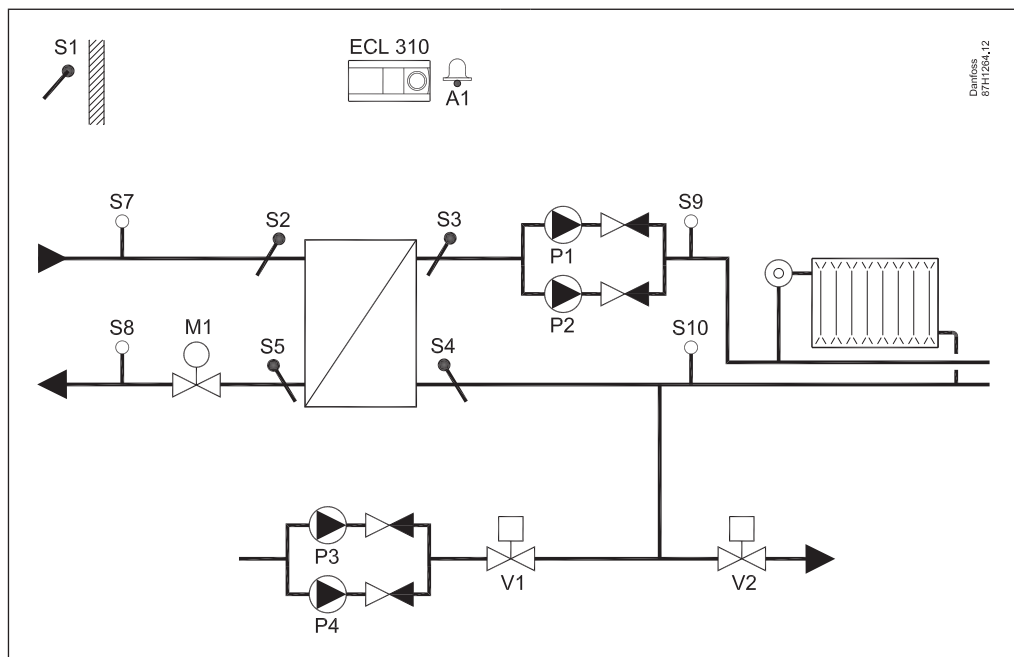 S1
ECL 310
A1
Danfoss
87H1264.12
S7
S2
S3
P1
S9
P2
S8
M1
S5
S4
S10
P3
V1
V2
P4